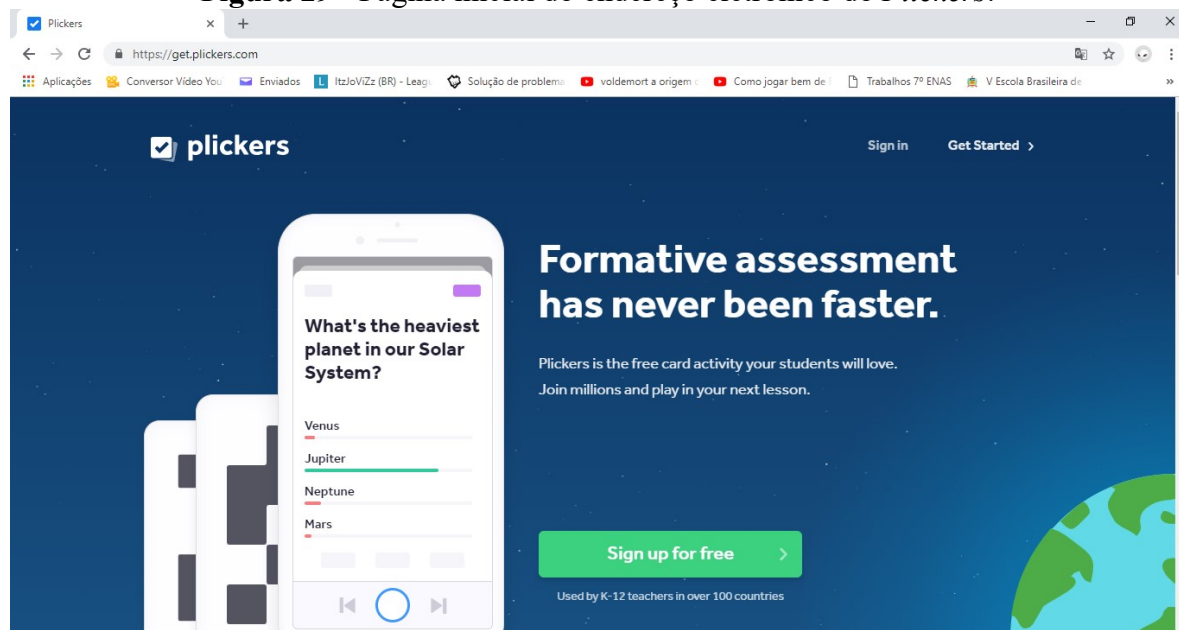 Plickers
https://get.plickers.com
Aplicações Conversor Vídeo You Enviados ItzJoViZz (BR) - Leag Solução de problema voldemort a origem Como jogar bem de Trabalhos 7º ENAS V Escola Brasileira de »
plickers
Sign in Get Started >
Formative assessment
has never been faster.
Plickers is the free card activity your students will love.
Join millions and play in your next lesson.
What's the heaviest
planet in our Solar
System?
Venus
Jupiter
Neptune
Mars
Sign up for free >
Used by K-12 teachers in over 100 countries